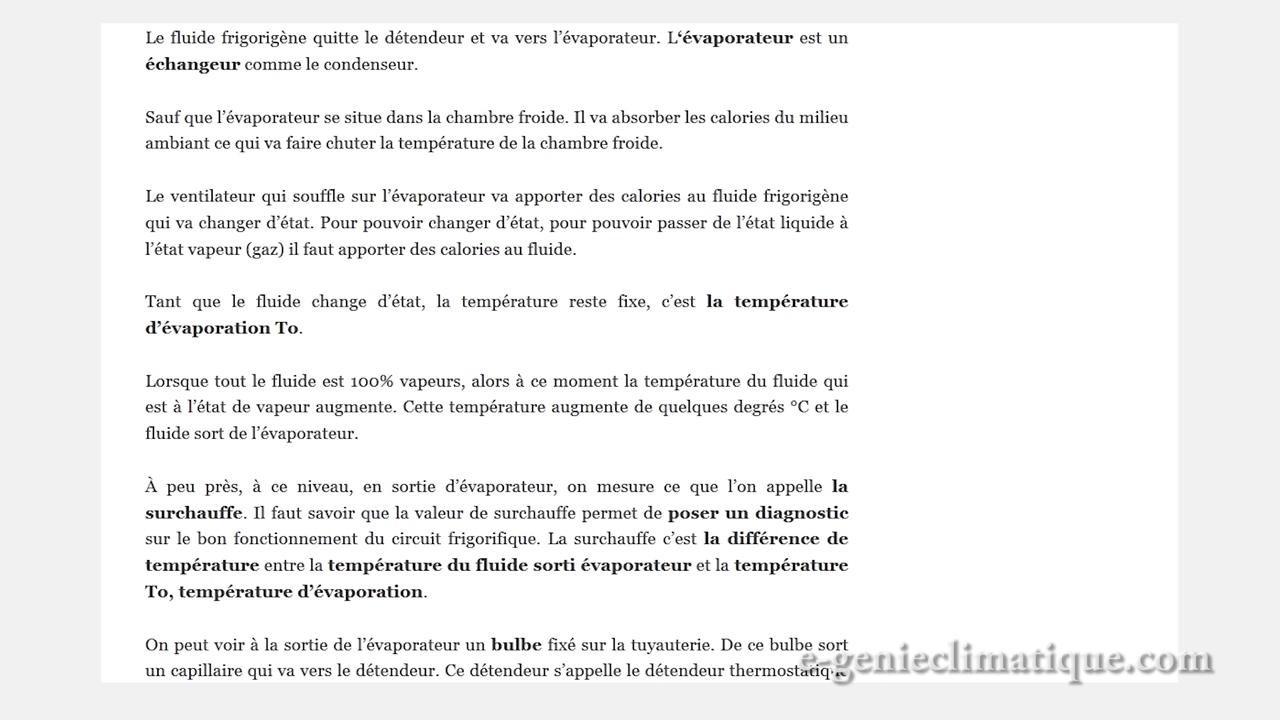 Le fluide frigorigène quitte le détendeur et va vers l’évaporateur. L‘évaporateur est un
échangeur comme le condenseur.
Sauf que l’évaporateur se situe dans la chambre froide. Il va absorber les calories du milieu
ambiant ce qui va faire chuter la température de la chambre froide.
Le ventilateur qui souffle sur l’évaporateur va apporter des calories au fluide frigorigène
qui va changer d’état. Pour pouvoir changer d’état, pour pouvoir passer de l’état liquide à
l’état vapeur (gaz) il faut apporter des calories au fluide.
Tant que le fluide change d’état, la température reste fixe, c’est la température
d’évaporation To.
Lorsque tout le fluide est 100% vapeurs, alors à ce moment la température du fluide qui
est à l’état de vapeur augmente. Cette température augmente de quelques degrés °C et le
fluide sort de l’évaporateur.
À peu près, à ce niveau, en sortie d’évaporateur, on mesure ce que l’on appelle la
surchauffe. Il faut savoir que la valeur de surchauffe permet de poser un diagnostic
sur le bon fonctionnement du circuit frigorifique. La surchauffe c’est la différence de
température entre la température du fluide sorti évaporateur et la température
To, température d’évaporation.
On peut voir à la sortie de l’évaporateur un bulbe fixé sur la tuyauterie. De ce bulbe sort
un capillaire qui va vers le détendeur. Ce détendeur s’appelle le détendeur thermostatique
e-genieclimatique.com